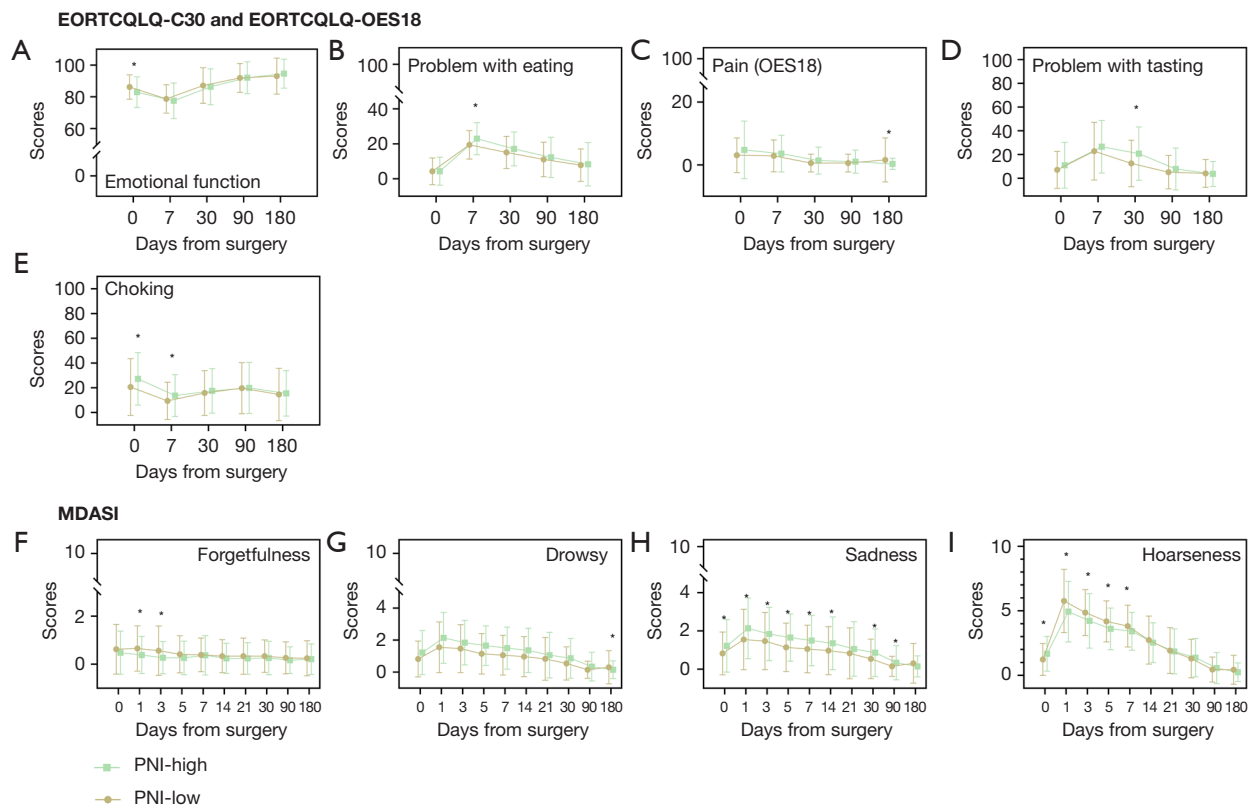 EORTCQLQ-C30 and EORTCQLQ-OES18
A
Scores
100
80
60
0
*
Emotional function
0 7 30 90 180
Days from surgery
B
Scores
100
40
20
0
Problem with eating
*
0 7 30 90 180
Days from surgery
C
Scores
100
20
0
Pain (OES18)
*
0 7 30 90 180
Days from surgery
D
Scores
100
80
60
40
20
0
Problem with tasting
*
0 7 30 90 180
Days from surgery
E
Scores
100
80
60
40
20
0
Choking
* *
0 7 30 90 180
Days from surgery
MDASI
F
Scores
10
2
0
Forgetfulness
* *
0 1 3 5 7 14 21 30 90 180
Days from surgery
G
Scores
10
4
2
0
Drowsy
*
0 1 3 5 7 14 21 30 90 180
Days from surgery
H
Scores
10
4
2
0
Sadness
* * * * * * * *
0 1 3 5 7 14 21 30 90 180
Days from surgery
I
Scores
10
5
0
Hoarseness
* * * * *
0 1 3 5 7 14 21 30 90 180
Days from surgery
PNI-high
PNI-low